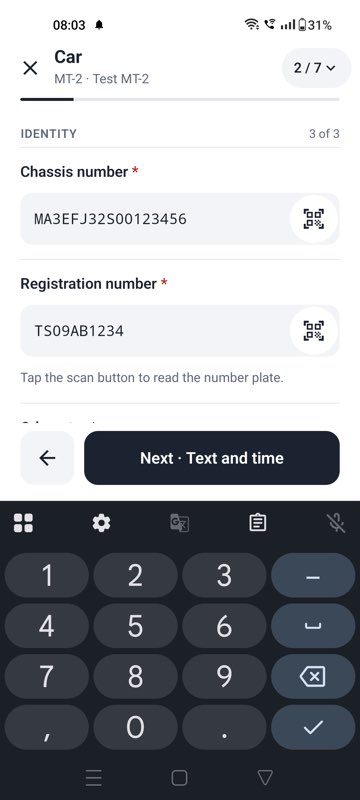 08:03
31%
Car
MT-2 · Test MT-2
2 / 7
IDENTITY
3 of 3
Chassis number *
MA3EFJ32S00123456
Registration number *
TS09AB1234
Tap the scan button to read the number plate.
Next · Text and time
1 2 3 –
4 5 6
7 8 9
, 0 .